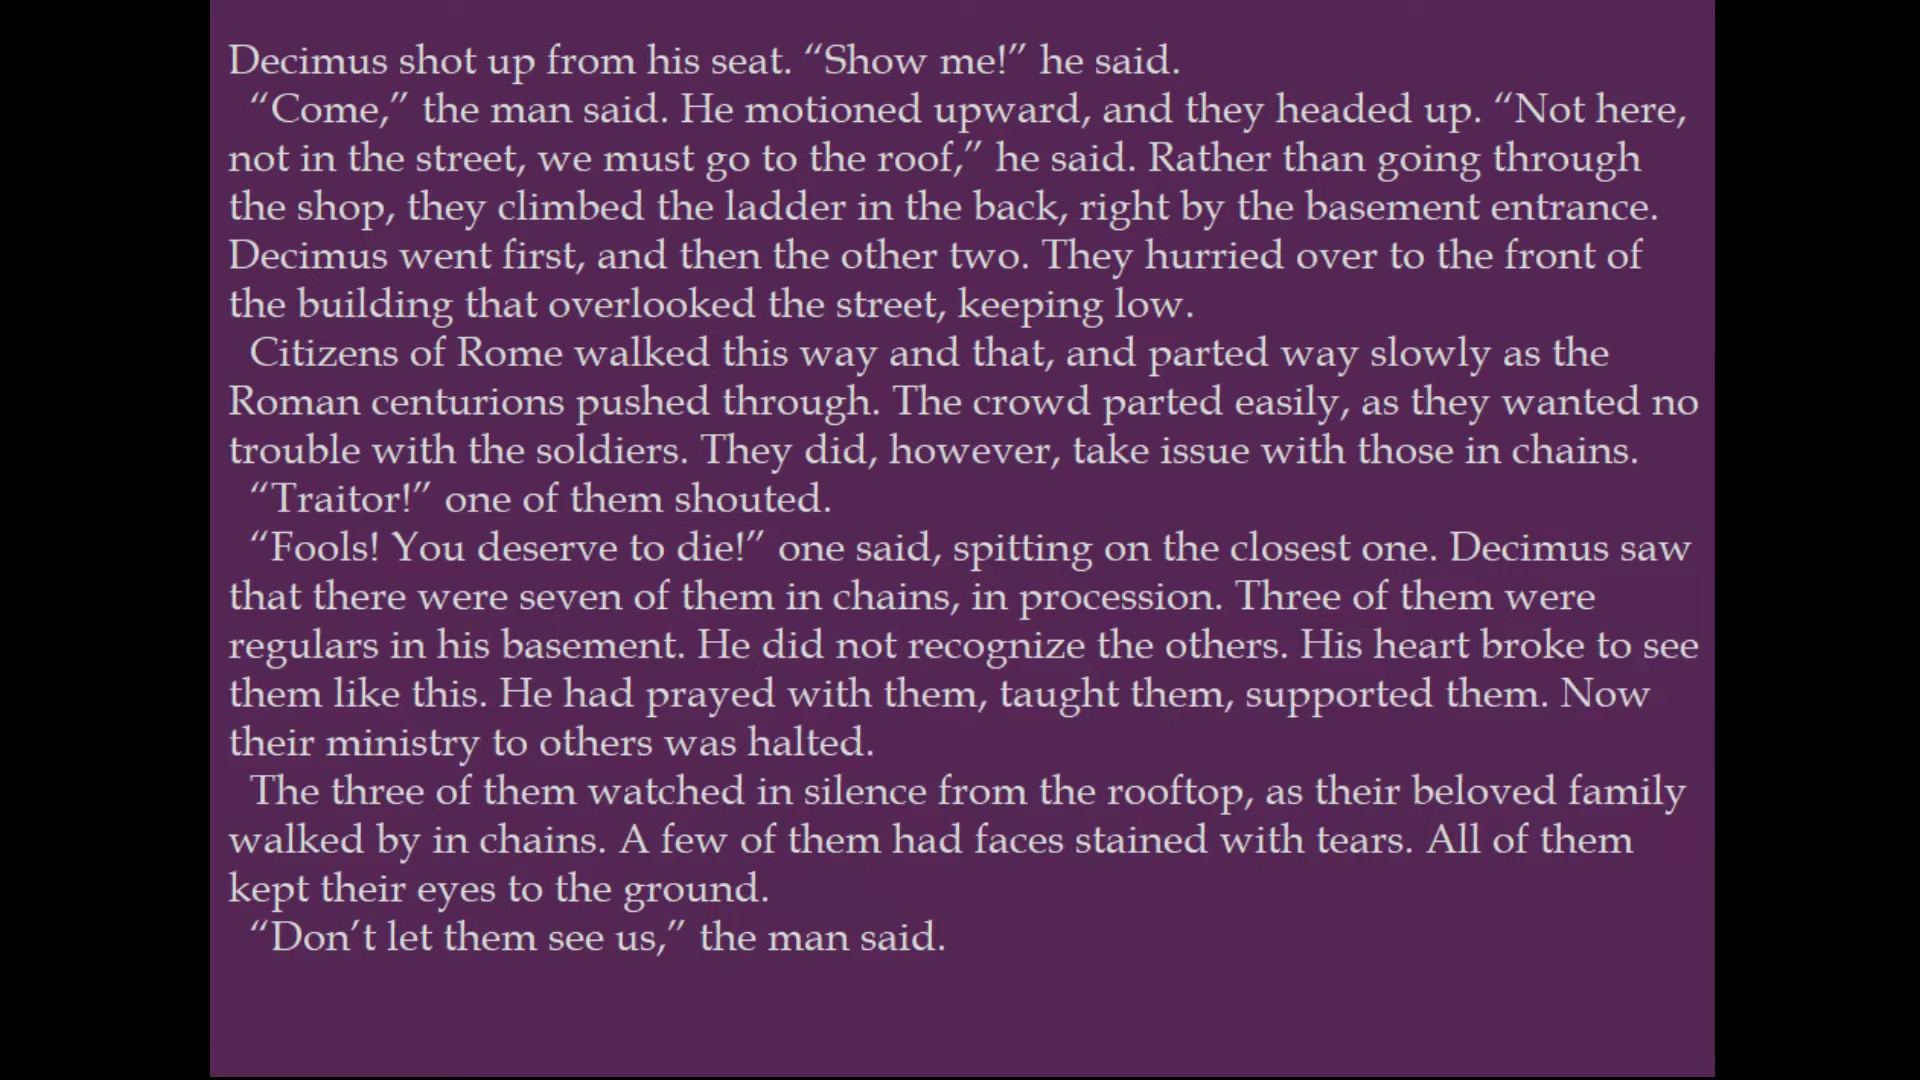 Decimus shot up from his seat. “Show me!” he said.
“Come,” the man said. He motioned upward, and they headed up. “Not here,
not in the street, we must go to the roof,” he said. Rather than going through
the shop, they climbed the ladder in the back, right by the basement entrance.
Decimus went first, and then the other two. They hurried over to the front of
the building that overlooked the street, keeping low.
Citizens of Rome walked this way and that, and parted way slowly as the
Roman centurions pushed through. The crowd parted easily, as they wanted no
trouble with the soldiers. They did, however, take issue with those in chains.
“Traitor!” one of them shouted.
“Fools! You deserve to die!” one said, spitting on the closest one. Decimus saw
that there were seven of them in chains, in procession. Three of them were
regulars in his basement. He did not recognize the others. His heart broke to see
them like this. He had prayed with them, taught them, supported them. Now
their ministry to others was halted.
The three of them watched in silence from the rooftop, as their beloved family
walked by in chains. A few of them had faces stained with tears. All of them
kept their eyes to the ground.
“Don’t let them see us,” the man said.